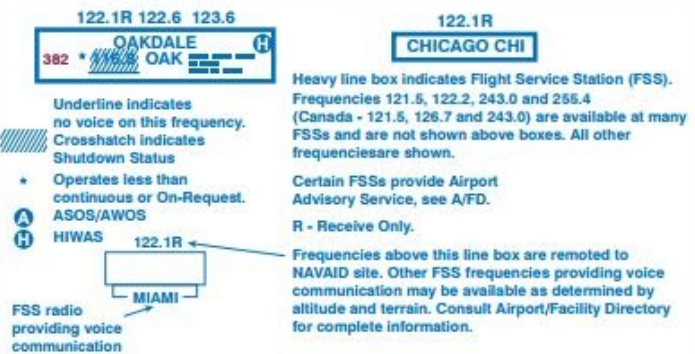 122.1R 122.6 123.6
OAKDALE H
382 * 116.8 OAK
Underline indicates
no voice on this frequency.
Crosshatch indicates
Shutdown Status
* Operates less than
continuous or On-Request.
A ASOS/AWOS
H HIWAS
122.1R
MIAMI
FSS radio
providing voice
communication
122.1R
CHICAGO CHI
Heavy line box indicates Flight Service Station (FSS).
Frequencies 121.5, 122.2, 243.0 and 255.4
(Canada - 121.5, 126.7 and 243.0) are available at many
FSSs and are not shown above boxes. All other
frequenciesare shown.
Certain FSSs provide Airport
Advisory Service, see A/FD.
R - Receive Only.
Frequencies above this line box are remoted to
NAVAID site. Other FSS frequencies providing voice
communication may be available as determined by
altitude and terrain. Consult Airport/Facility Directory
for complete information.